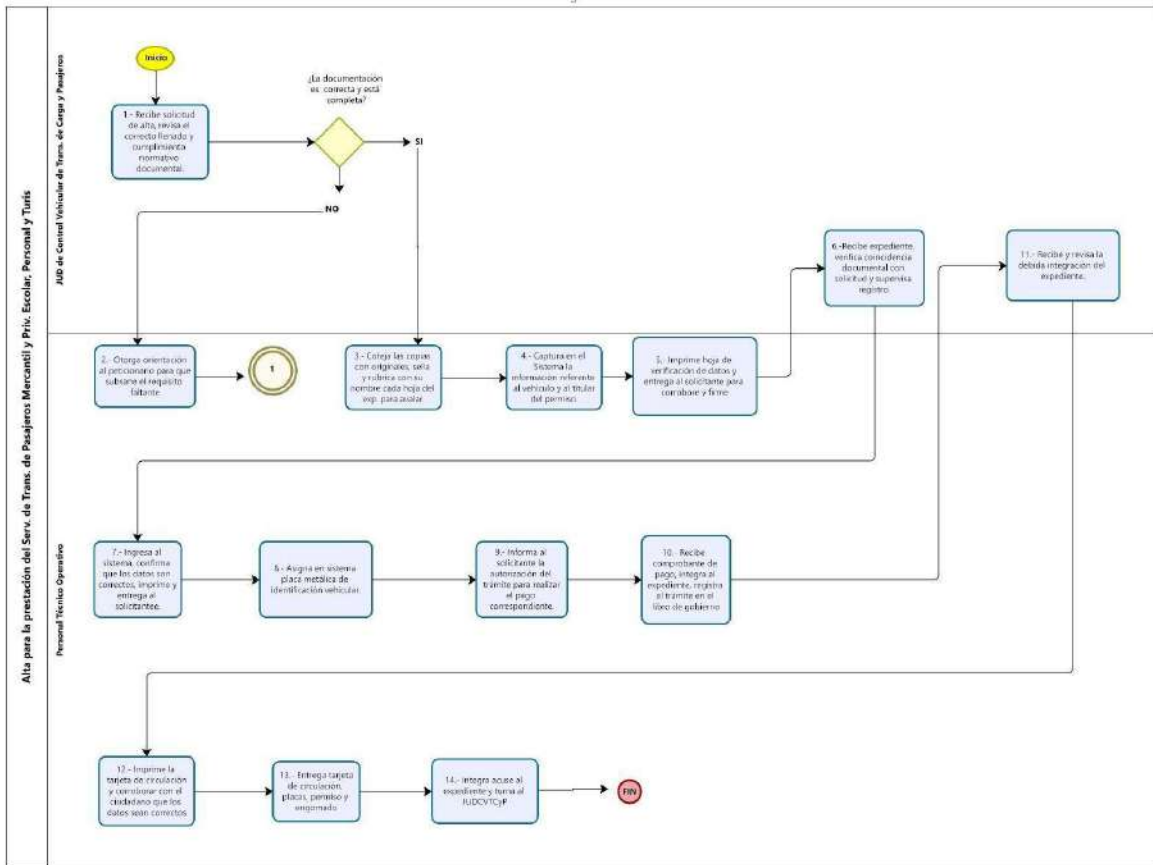 Alta para la prestación del Serv. de Trans. de Pasajeros Mercantil y Priv. Escolar, Personal y Turis
JUD de Control Vehicular de Trans. de Carga y Pasajeros
Inicio
1.- Recibe solicitud
de alta, revisa el
correcto llenado y
cumplimiento
normativo
documental.
¿La documentación
es correcta y está
completa?
SI
NO
6.-Recibe expediente,
verifica coincidencia
documental con
solicitud y supervisa
registro.
11.- Recibe y revisa la
debida integración del
expediente.
Personal Técnico Operativo
2.- Otorga orientación
al peticionario para que
subsane el requisito
faltante.
1
3.- Coteja las copias
con originales, sella
y rubrica con su
nombre cada hoja del
exp. para avalar.
4.- Captura en el
Sistema la
información referente
al vehículo y al titular
del permiso.
5.- Imprime hoja de
verificación de datos y
entrega al solicitante para
corrobore y firme
7.- Ingresa al
sistema, confirma
que los datos son
correctos, imprime y
entrega al
solicitantee.
8.- Asigna en sistema
placa metálica de
identificación vehicular.
9.- Informa al
solicitante la
autorización del
trámite para realizar
el pago
correspondiente.
10.- Recibe
comprobante de
pago, integra al
expediente, registra
al trámite en el
libro de gobierno
12.- Imprime la
tarjeta de circulación
y corroborar con el
ciudadano que los
datos sean correctos
13.- Entrega tarjeta
de circulación,
placas, permiso y
engomado
14.- Integra acuse al
expediente y turna al
JUDCVTCyP
FIN